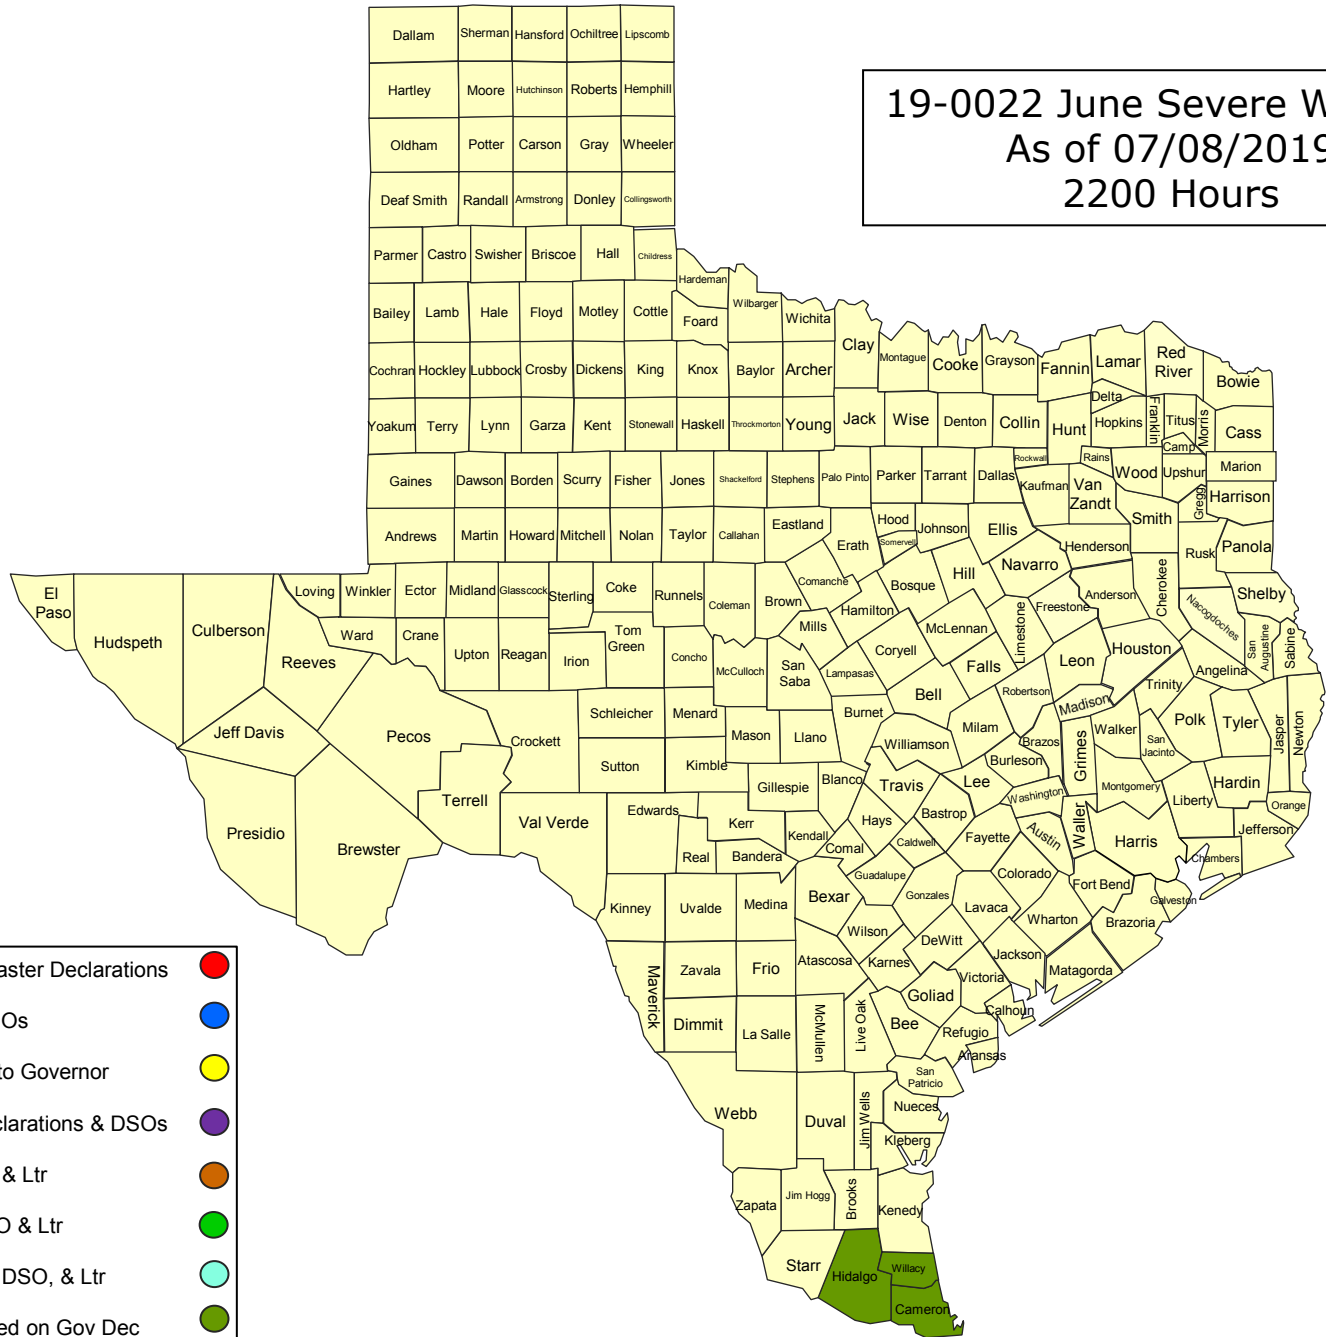 Dallam Sherman Hansford Ochiltree Lipscomb
Hartley Moore Hutchinson Roberts Hemphill
19-0022 June Severe W
As of 07/08/2019
2200 Hours
Oldham Potter Carson Gray Wheeler
Deaf Smith Randall Armstrong Donley Collingsworth
Parmer Castro Swisher Briscoe Hall Childress
Hardeman
Wilbarger
Bailey Lamb Hale Floyd Motley Cottle Foard Wichita
Clay Montague Cooke Grayson Fannin Lamar Red
River
Bowie
Cochran Hockley Lubbock Crosby Dickens King Knox Baylor Archer
Delta
Yoakum Terry Lynn Garza Kent Stonewall Haskell Throckmorton Young Jack Wise Denton Collin Hunt Hopkins Franklin Titus Morris Cass
Camp
Rockwall Rains
Gaines Dawson Borden Scurry Fisher Jones Shackelford Stephens Palo Pinto Parker Tarrant Dallas Kaufman Van
Zandt
Wood Upshur Marion
Gregg Harrison
Andrews Martin Howard Mitchell Nolan Taylor Callahan Eastland Erath Hood Somervell Johnson Ellis Henderson Smith Rusk Panola
El
Paso
Hudspeth Culberson Loving Winkler Ector Midland Glasscock Sterling Coke Runnels Coleman Brown Comanche Hamilton Bosque Hill Navarro Freestone Anderson Cherokee Nacogdoches Shelby
Reeves Ward Crane Upton Reagan Irion Tom
Green
Concho McCulloch San
Saba
Mills Lampasas Coryell McLennan Limestone Falls Leon Houston Angelina San
Augustine
Sabine
Jeff Davis Pecos Crockett Schleicher Menard Mason Llano Burnet Bell Milam Robertson Madison Trinity
Williamson Brazos Grimes Walker San
Jacinto
Polk Tyler Jasper Newton
Terrell Sutton Kimble Gillespie Blanco Travis Lee Burleson Washington Montgomery Liberty Hardin Orange
Presidio Brewster Val Verde Edwards Kerr Kendall Hays Bastrop Caldwell Fayette Austin Waller Harris Jefferson Chambers
Real Bandera Comal Guadalupe Gonzales Colorado Fort Bend Galveston
Kinney Uvalde Medina Bexar Wilson Lavaca Wharton Brazoria
Maverick Zavala Frio Atascosa Karnes DeWitt Jackson Matagorda
Dimmit La Salle McMullen Live Oak Bee Goliad Victoria Calhoun
Refugio
Aransas
San
Patricio
Webb Duval Jim Wells Nueces
Kleberg
Zapata Jim Hogg Brooks Kenedy
Starr Hidalgo Willacy
Cameron
aster Declarations
Os
to Governor
clarations & DSOs
& Ltr
O & Ltr
DSO, & Ltr
ed on Gov Dec